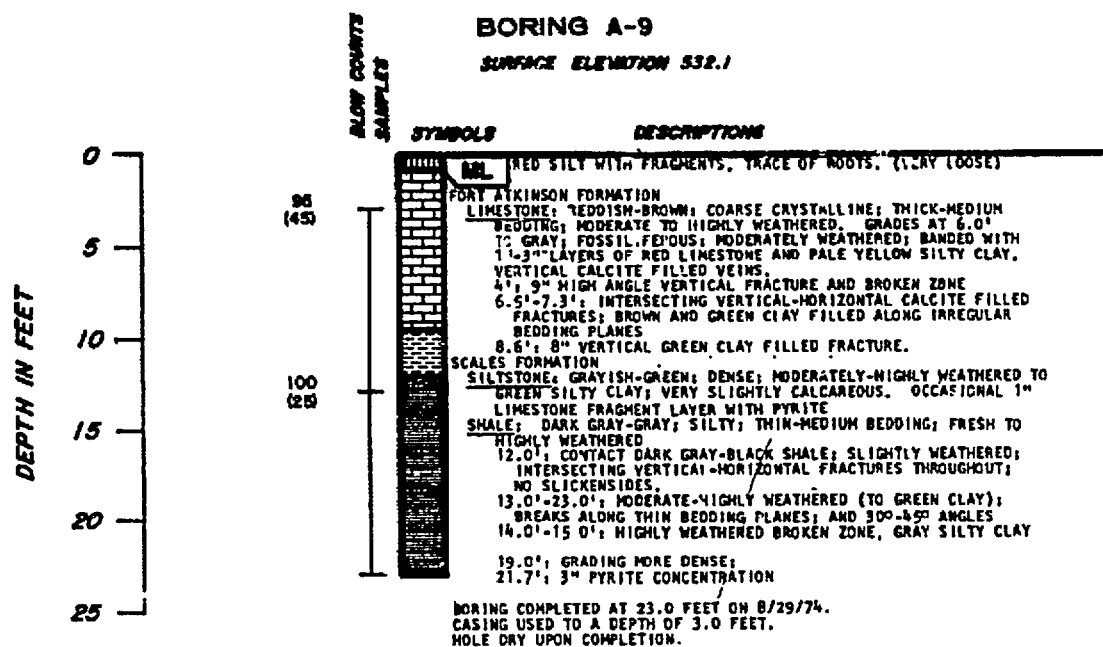 BORING A-9
SURFACE ELEVATION 532.1
BLOW COUNTS
SAMPLES
SYMBOLS
DESCRIPTIONS
DEPTH IN FEET
0
5
10
15
20
25
(45)
100
(25)
ML
RED SILT WITH FRAGMENTS, TRACE OF ROOTS. (VERY LOOSE)
FORT ATKINSON FORMATION
LIMESTONE; REDDISH-BROWN; COARSE CRYSTALLINE; THICK-MEDIUM
BEDDING; MODERATE TO HIGHLY WEATHERED. GRADES AT 6.0'
TO GRAY; FOSSILIFEROUS; MODERATELY WEATHERED; BANDED WITH
1'-3" LAYERS OF RED LIMESTONE AND PALE YELLOW SILTY CLAY.
VERTICAL CALCITE FILLED VEINS.
4'; 9" HIGH ANGLE VERTICAL FRACTURE AND BROKEN ZONE
6.5'-7.3'; INTERSECTING VERTICAL-HORIZONTAL CALCITE FILLED
FRACTURES; BROWN AND GREEN CLAY FILLED ALONG IRREGULAR
BEDDING PLANES
8.6'; 8" VERTICAL GREEN CLAY FILLED FRACTURE.
SCALES FORMATION
SILTSTONE; GRAYISH-GREEN; DENSE; MODERATELY-HIGHLY WEATHERED TO
GREEN SILTY CLAY; VERY SLIGHTLY CALCAREOUS. OCCASIONAL 1"
LIMESTONE FRAGMENT LAYER WITH PYRITE
SHALE; DARK GRAY-GRAY; SILTY; THIN-MEDIUM BEDDING; FRESH TO
HIGHLY WEATHERED
12.0'; CONTACT DARK GRAY-BLACK SHALE; SLIGHTLY WEATHERED;
INTERSECTING VERTICAL-HORIZONTAL FRACTURES THROUGHOUT;
NO SLICKENSIDES.
13.0'-23.0'; MODERATE-HIGHLY WEATHERED (TO GREEN CLAY);
BREAKS ALONG THIN BEDDING PLANES; AND 30°-45° ANGLES
14.0'-15.0'; HIGHLY WEATHERED BROKEN ZONE, GRAY SILTY CLAY
19.0'; GRADING MORE DENSE;
21.7'; 3" PYRITE CONCENTRATION
BORING COMPLETED AT 23.0 FEET ON 8/29/74.
CASING USED TO A DEPTH OF 3.0 FEET.
HOLE DRY UPON COMPLETION.